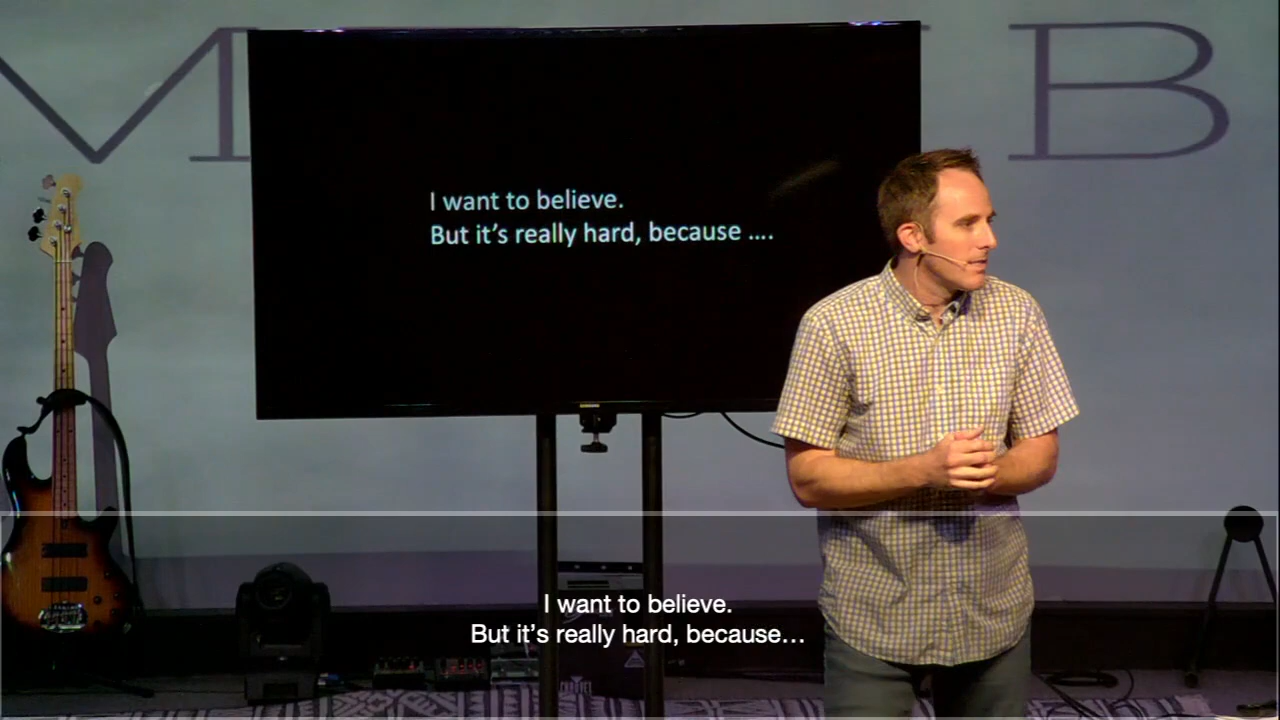 I want to believe.
But it's really hard, because ....
I want to believe.
But it's really hard, because...